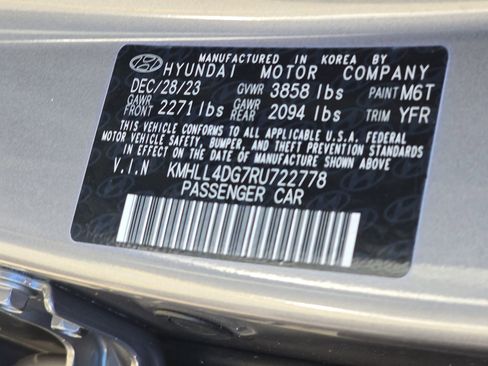 MANUFACTURED IN KOREA BY
HYUNDAI MOTOR COMPANY
DEC/28/23 GVWR 3858 lbs PAINT M6T
GAWR FRONT 2271 lbs GAWR REAR 2094 lbs TRIM YFR
THIS VEHICLE CONFORMS TO ALL APPLICABLE U.S.A. FEDERAL
MOTOR VEHICLE SAFETY, BUMPER, AND THEFT PREVENTION STANDARDS
IN EFFECT ON THE DATE OF MANUFACTURE SHOWN ABOVE.
V.I.N KMHLL4DG7RU722778
PASSENGER CAR